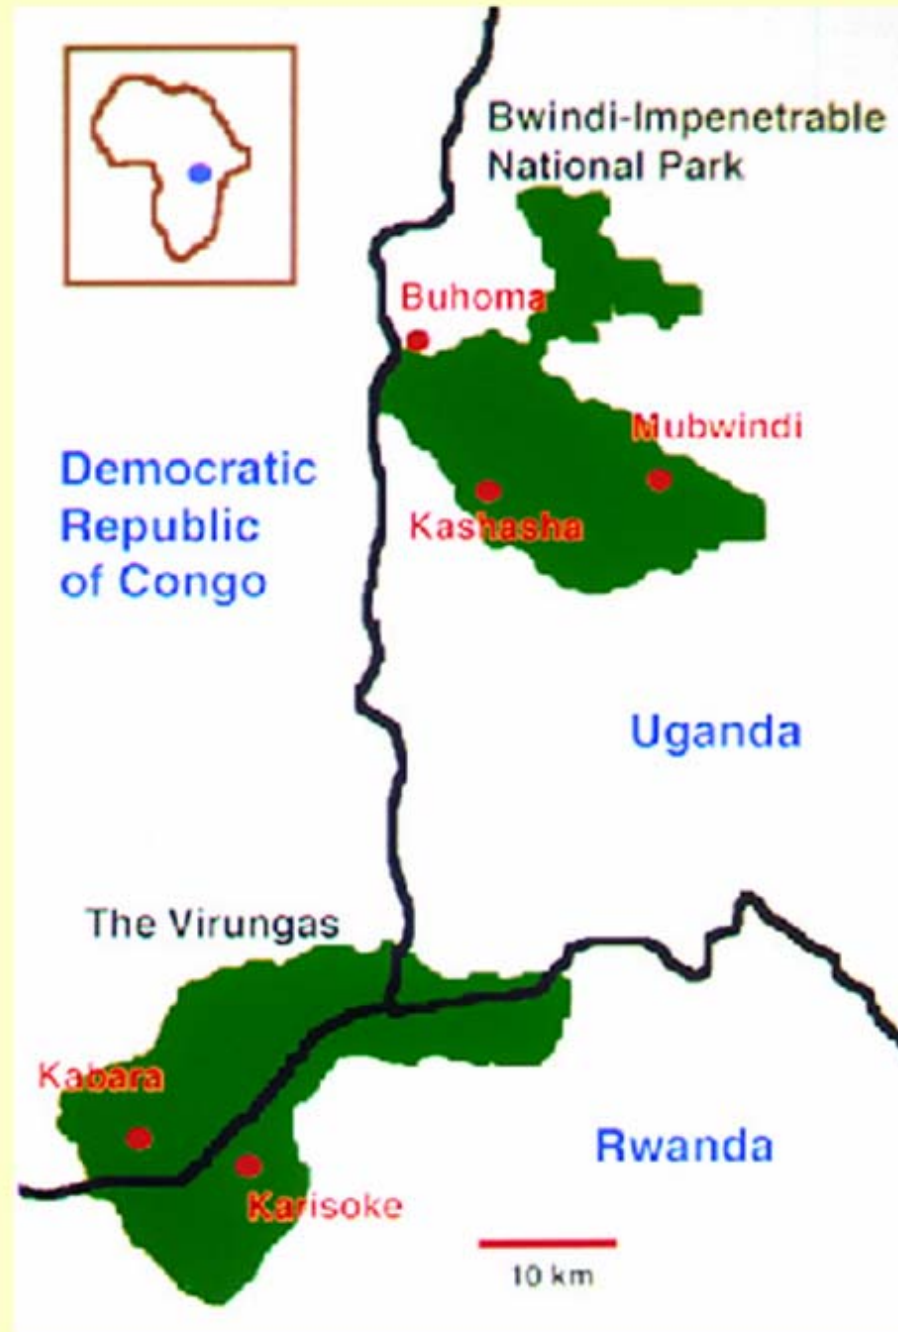 Bwindi-Impenetrable
National Park
Buhoma
Mubwindi
Democratic
Republic
of Congo
Kashasha
Uganda
The Virungas
Kabara
Rwanda
Karisoke
10 km